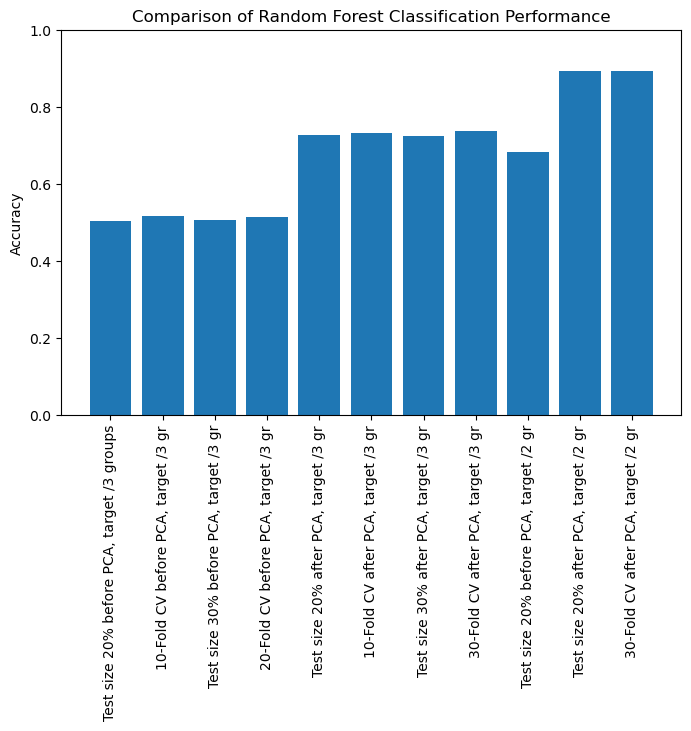 Comparison of Random Forest Classification Performance
Accuracy
1.0
0.8
0.6
0.4
0.2
0.0
Test size 20% before PCA, target /3 groups
10-Fold CV before PCA, target /3 gr
Test size 30% before PCA, target /3 gr
20-Fold CV before PCA, target /3 gr
Test size 20% after PCA, target /3 gr
10-Fold CV after PCA, target /3 gr
Test size 30% after PCA, target /3 gr
30-Fold CV after PCA, target /3 gr
Test size 20% before PCA, target /2 gr
Test size 20% after PCA, target /2 gr
30-Fold CV after PCA, target /2 gr